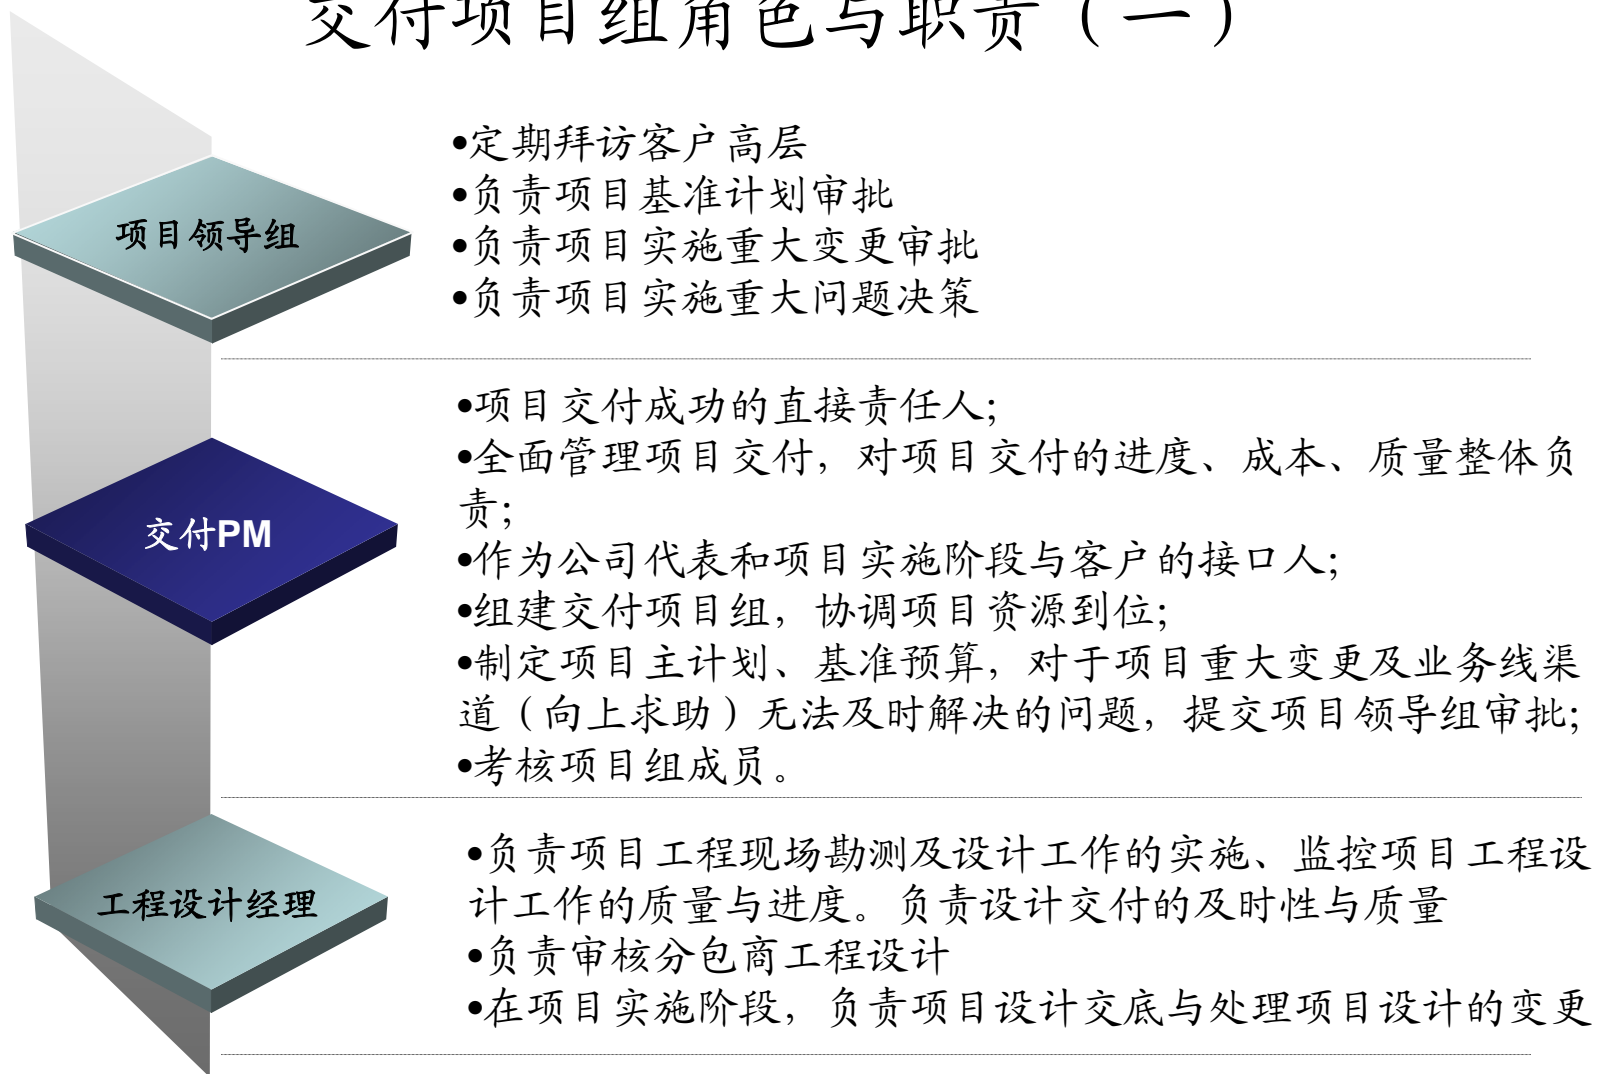 交付项目组角色与职责（一）
项目领导组
•定期拜访客户高层
•负责项目基准计划审批
•负责项目实施重大变更审批
•负责项目实施重大问题决策
交付PM
•项目交付成功的直接责任人;
•全面管理项目交付，对项目交付的进度、成本、质量整体负
责;
•作为公司代表和项目实施阶段与客户的接口人;
•组建交付项目组，协调项目资源到位;
•制定项目主计划、基准预算，对于项目重大变更及业务线渠
道（向上求助）无法及时解决的问题，提交项目领导组审批;
•考核项目组成员。
工程设计经理
•负责项目工程现场勘测及设计工作的实施、监控项目工程设
计工作的质量与进度。负责设计交付的及时性与质量
•负责审核分包商工程设计
•在项目实施阶段，负责项目设计交底与处理项目设计的变更